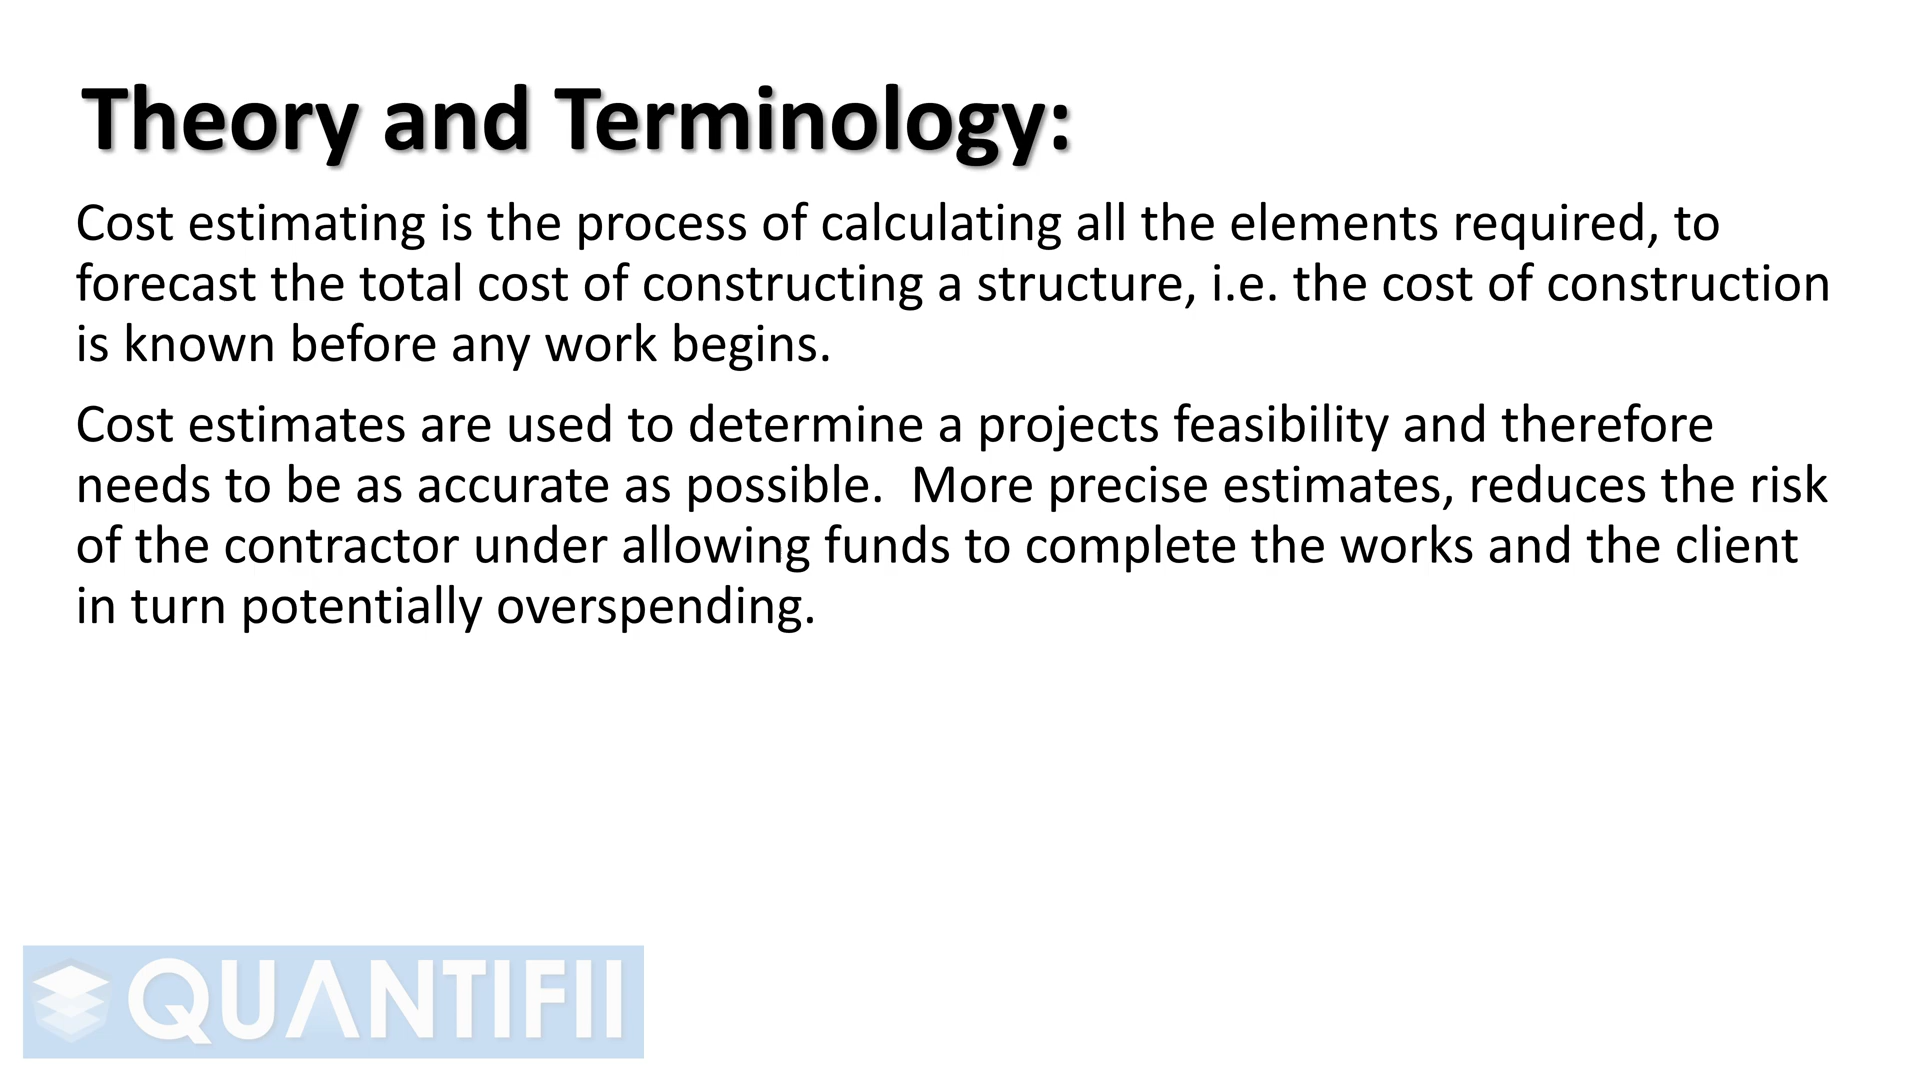 Theory and Terminology:
Cost estimating is the process of calculating all the elements required, to
forecast the total cost of constructing a structure, i.e. the cost of construction
is known before any work begins.
Cost estimates are used to determine a projects feasibility and therefore
needs to be as accurate as possible.  More precise estimates, reduces the risk
of the contractor under allowing funds to complete the works and the client
in turn potentially overspending.
QUANTIFII